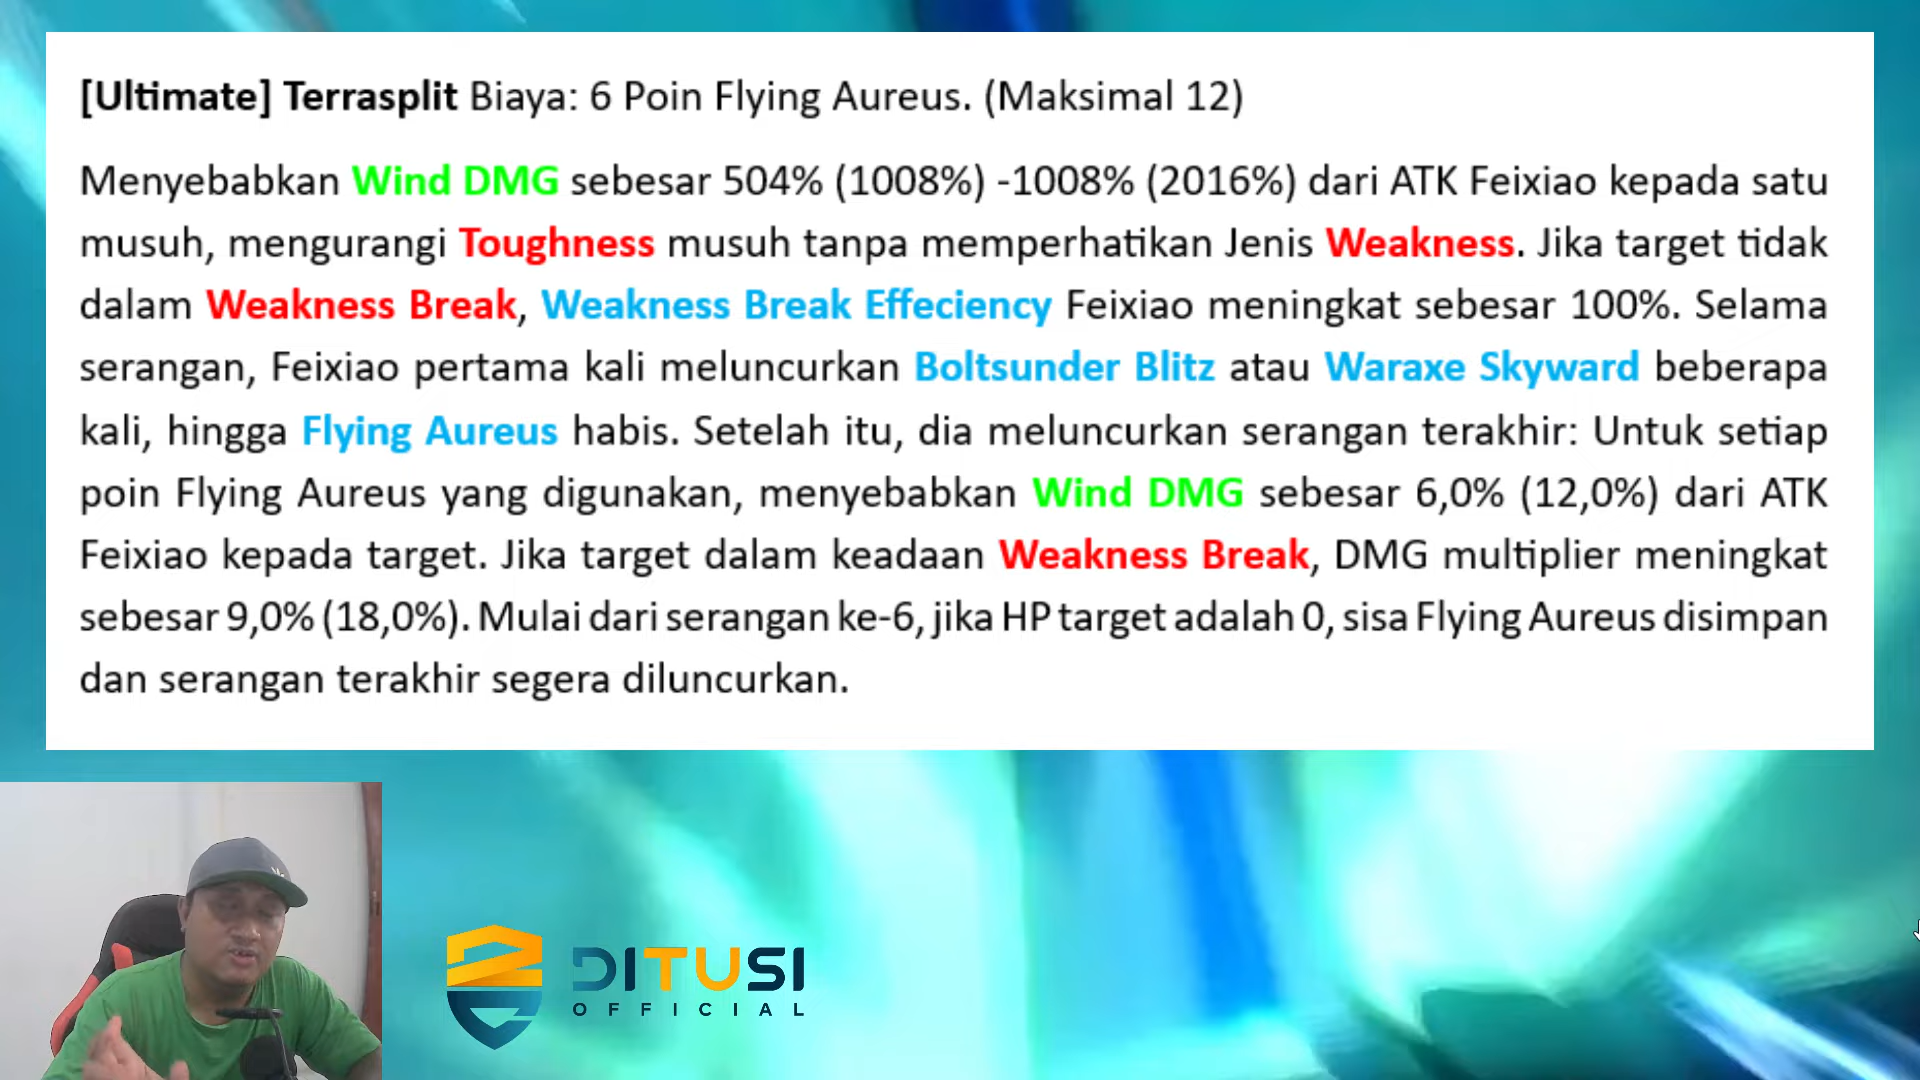 [Ultimate] Terrasplit Biaya: 6 Poin Flying Aureus. (Maksimal 12)
Menyebabkan Wind DMG sebesar 504% (1008%) -1008% (2016%) dari ATK Feixiao kepada satu
musuh, mengurangi Toughness musuh tanpa memperhatikan Jenis Weakness. Jika target tidak
dalam Weakness Break, Weakness Break Effeciency Feixiao meningkat sebesar 100%. Selama
serangan, Feixiao pertama kali meluncurkan Boltsunder Blitz atau Waraxe Skyward beberapa
kali, hingga Flying Aureus habis. Setelah itu, dia meluncurkan serangan terakhir: Untuk setiap
poin Flying Aureus yang digunakan, menyebabkan Wind DMG sebesar 6,0% (12,0%) dari ATK
Feixiao kepada target. Jika target dalam keadaan Weakness Break, DMG multiplier meningkat
sebesar 9,0% (18,0%). Mulai dari serangan ke-6, jika HP target adalah 0, sisa Flying Aureus disimpan
dan serangan terakhir segera diluncurkan.
DITUSI
OFFICIAL